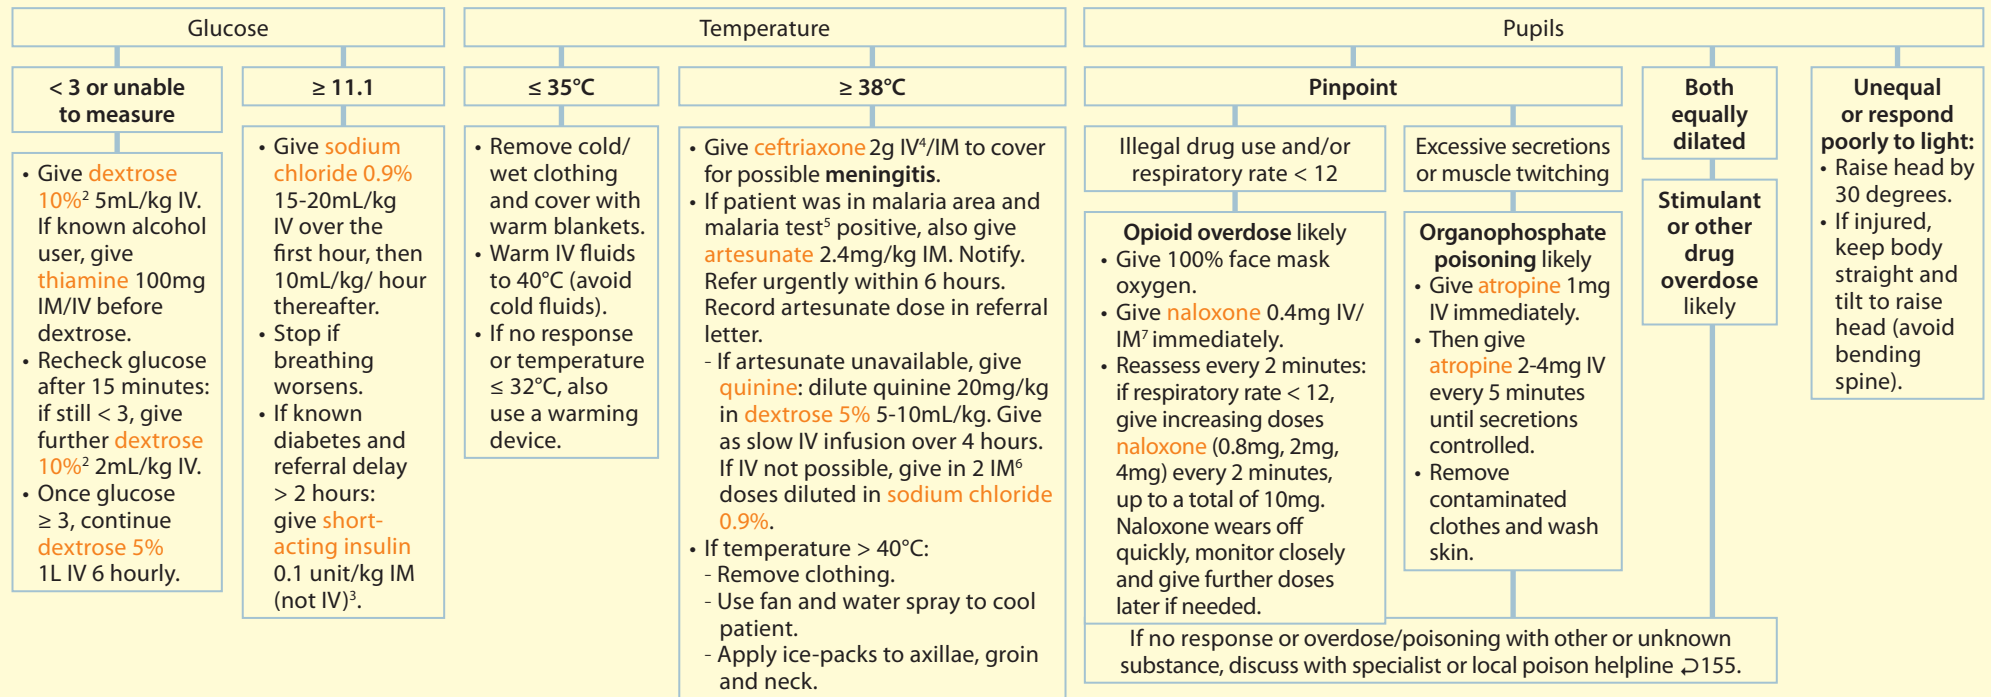 Glucose
< 3 or unable
to measure
• Give dextrose
10%² 5mL/kg IV.
If known alcohol
user, give
thiamine 100mg
IM/IV before
dextrose.
• Recheck glucose
after 15 minutes:
if still < 3, give
further dextrose
10%² 2mL/kg IV.
• Once glucose
≥ 3, continue
dextrose 5%
1L IV 6 hourly.
≥ 11.1
• Give sodium
chloride 0.9%
15-20mL/kg
IV over the
first hour, then
10mL/kg/ hour
thereafter.
• Stop if
breathing
worsens.
• If known
diabetes and
referral delay
> 2 hours:
give short-
acting insulin
0.1 unit/kg IM
(not IV)³.
Temperature
≤ 35°C
• Remove cold/
wet clothing
and cover with
warm blankets.
• Warm IV fluids
to 40°C (avoid
cold fluids).
• If no response
or temperature
≤ 32°C, also
use a warming
device.
≥ 38°C
• Give ceftriaxone 2g IV⁴/IM to cover
for possible meningitis.
• If patient was in malaria area and
malaria test⁵ positive, also give
artesunate 2.4mg/kg IM. Notify.
Refer urgently within 6 hours.
Record artesunate dose in referral
letter.
- If artesunate unavailable, give
quinine: dilute quinine 20mg/kg
in dextrose 5% 5-10mL/kg. Give
as slow IV infusion over 4 hours.
If IV not possible, give in 2 IM⁶
doses diluted in sodium chloride
0.9%.
• If temperature > 40°C:
- Remove clothing.
- Use fan and water spray to cool
patient.
- Apply ice-packs to axillae, groin
and neck.
Pupils
Pinpoint
Illegal drug use and/or
respiratory rate < 12
Opioid overdose likely
• Give 100% face mask
oxygen.
• Give naloxone 0.4mg IV/
IM⁷ immediately.
• Reassess every 2 minutes:
if respiratory rate < 12,
give increasing doses
naloxone (0.8mg, 2mg,
4mg) every 2 minutes,
up to a total of 10mg.
Naloxone wears off
quickly, monitor closely
and give further doses
later if needed.
Excessive secretions
or muscle twitching
Organophosphate
poisoning likely
• Give atropine 1mg
IV immediately.
• Then give
atropine 2-4mg IV
every 5 minutes
until secretions
controlled.
• Remove
contaminated
clothes and wash
skin.
Both
equally
dilated
Stimulant
or other
drug
overdose
likely
If no response or overdose/poisoning with other or unknown
substance, discuss with specialist or local poison helpline ⮌155.
Unequal
or respond
poorly to light:
• Raise head by
30 degrees.
• If injured,
keep body
straight and
tilt to raise
head (avoid
bending
spine).